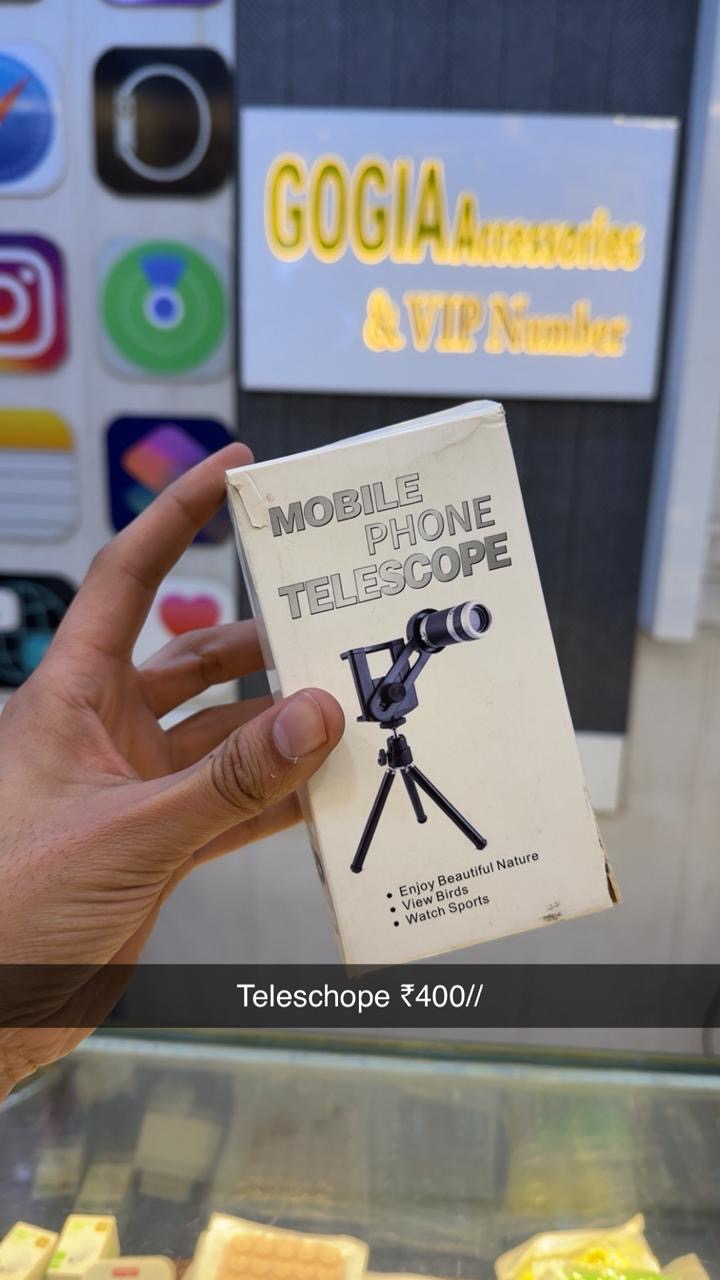 GOGIA Accessories
& VIP Number
MOBILE
PHONE
TELESCOPE
• Enjoy Beautiful Nature
• View Birds
• Watch Sports
Teleschope ₹400//